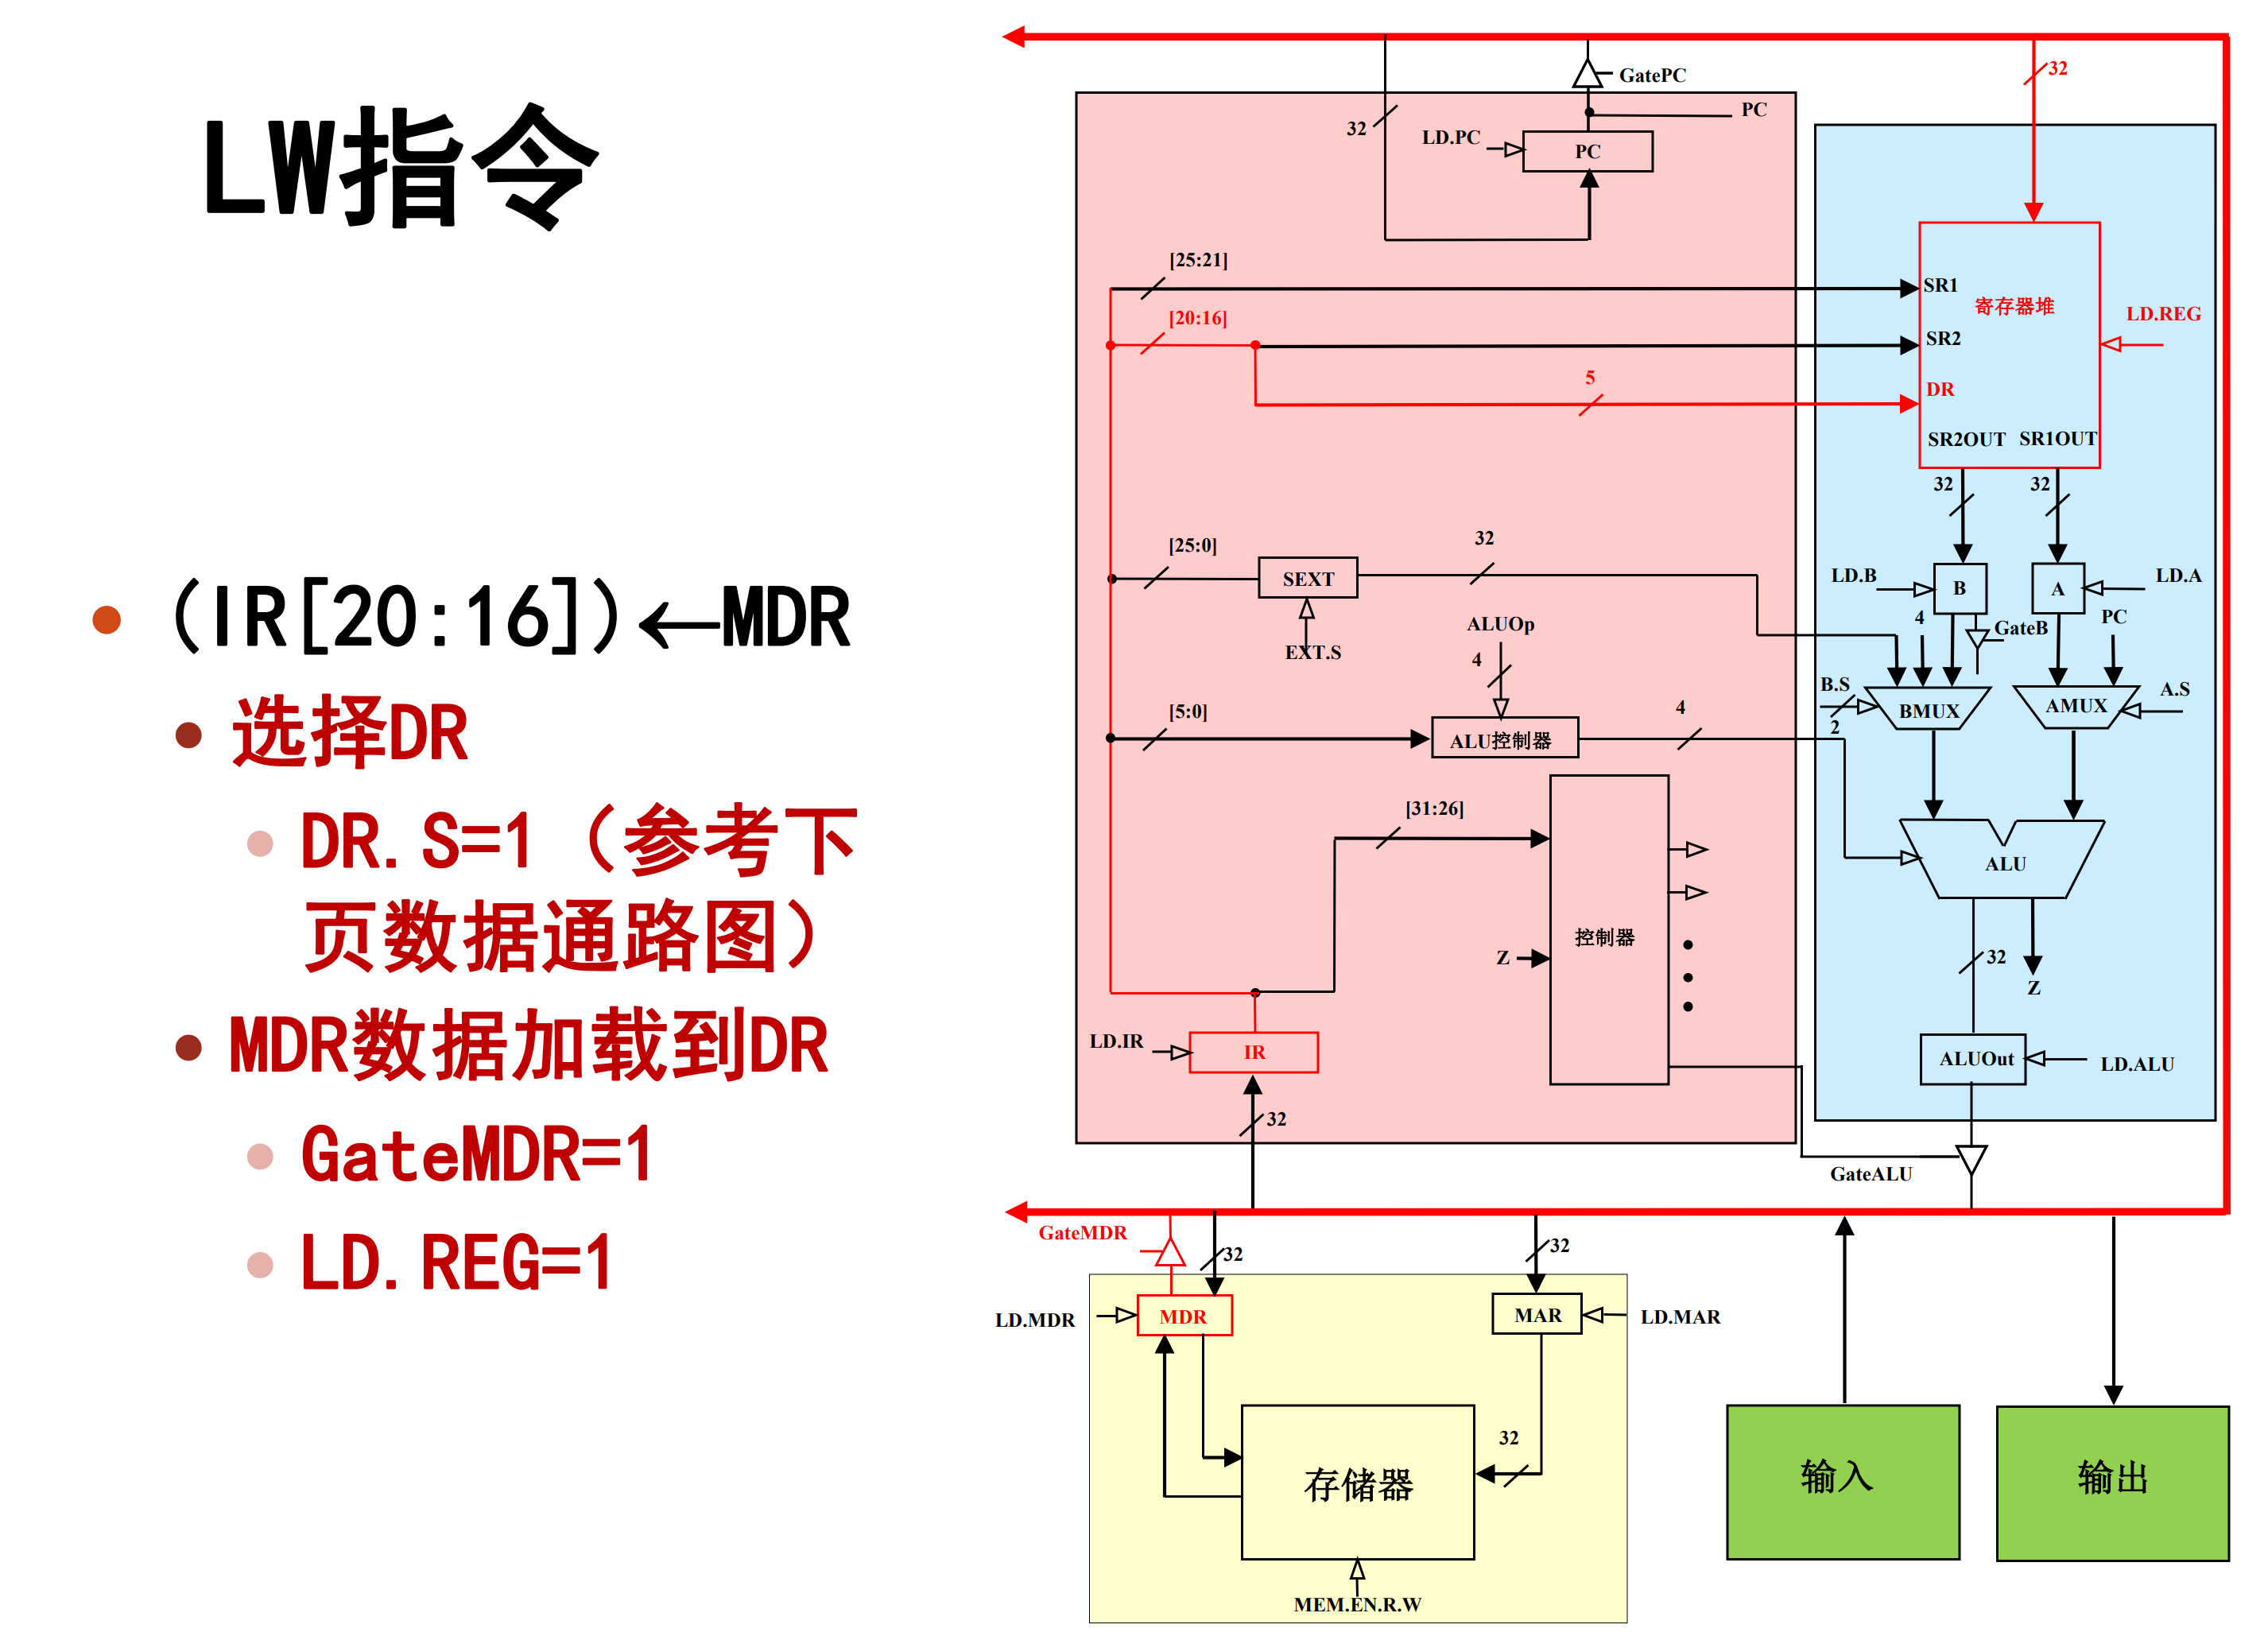 LW指令
(IR[20:16])←MDR
选择DR
DR.S=1（参考下
页数据通路图）
MDR数据加载到DR
GateMDR=1
LD.REG=1
GatePC
32
PC
32
LD.PC
PC
[25:21]
SR1
寄存器堆
LD.REG
[20:16]
SR2
5
DR
SR2OUT SR1OUT
32
32
[25:0]
32
SEXT
EXT.S
LD.B
B
A
LD.A
4
GateB
PC
ALUOp
4
B.S
2
BMUX
AMUX
A.S
[5:0]
ALU控制器
4
[31:26]
ALU
控制器
Z
32
Z
LD.IR
IR
ALUOut
LD.ALU
32
GateALU
GateMDR
32
32
LD.MDR
MDR
MAR
LD.MAR
32
存储器
输入
输出
MEM.EN.R.W